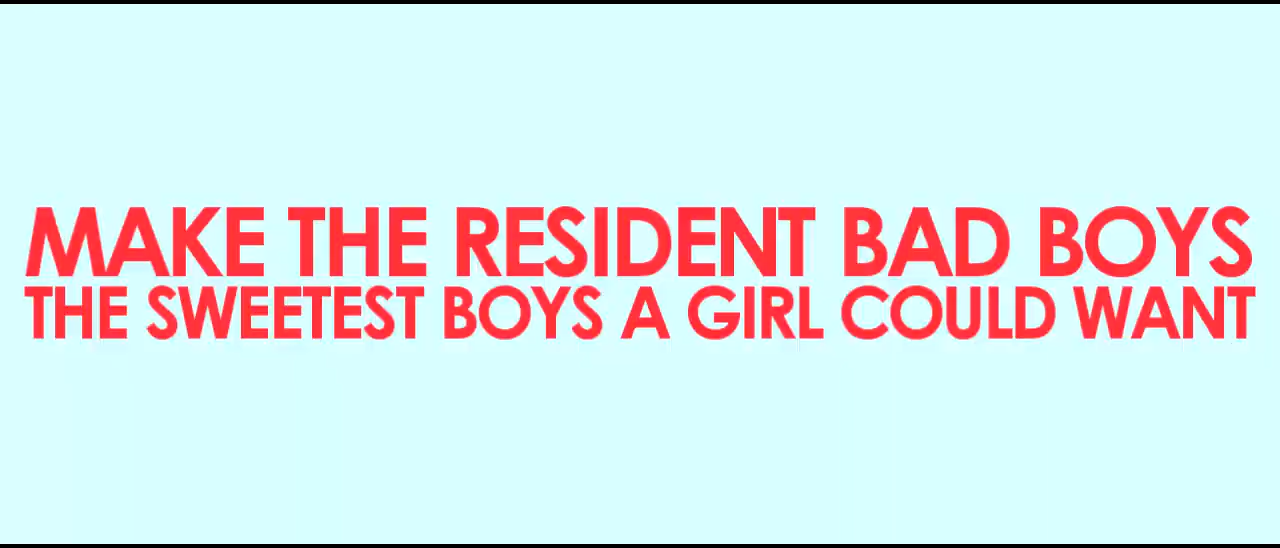 MAKE THE RESIDENT BAD BOYS
THE SWEETEST BOYS A GIRL COULD WANT